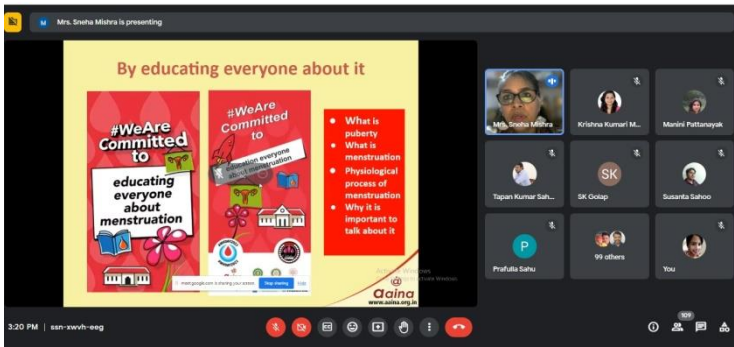 M Mrs. Sneha Mishra is presenting
By educating everyone about it
#WeAre
Committed
to
educating
everyone
about
menstruation
#WeAre
Committed
to
education everyone
about menstruation
What is
puberty
What is
menstruation
Physiological
process of
menstruation
Why it is
important to
talk about it
meet.google.com is sharing your screen.
Stop sharing
Hide
@
aaina
www.aaina.org.in
Mrs. Sneha Mishra
Krishna Kumari M...
Manini Pattanayak
Tapan Kumar Sah...
SK
SK Golap
Susanta Sahoo
P
Prafulla Sahu
99 others
You
3:20 PM | ssn-xwvh-eeg
109